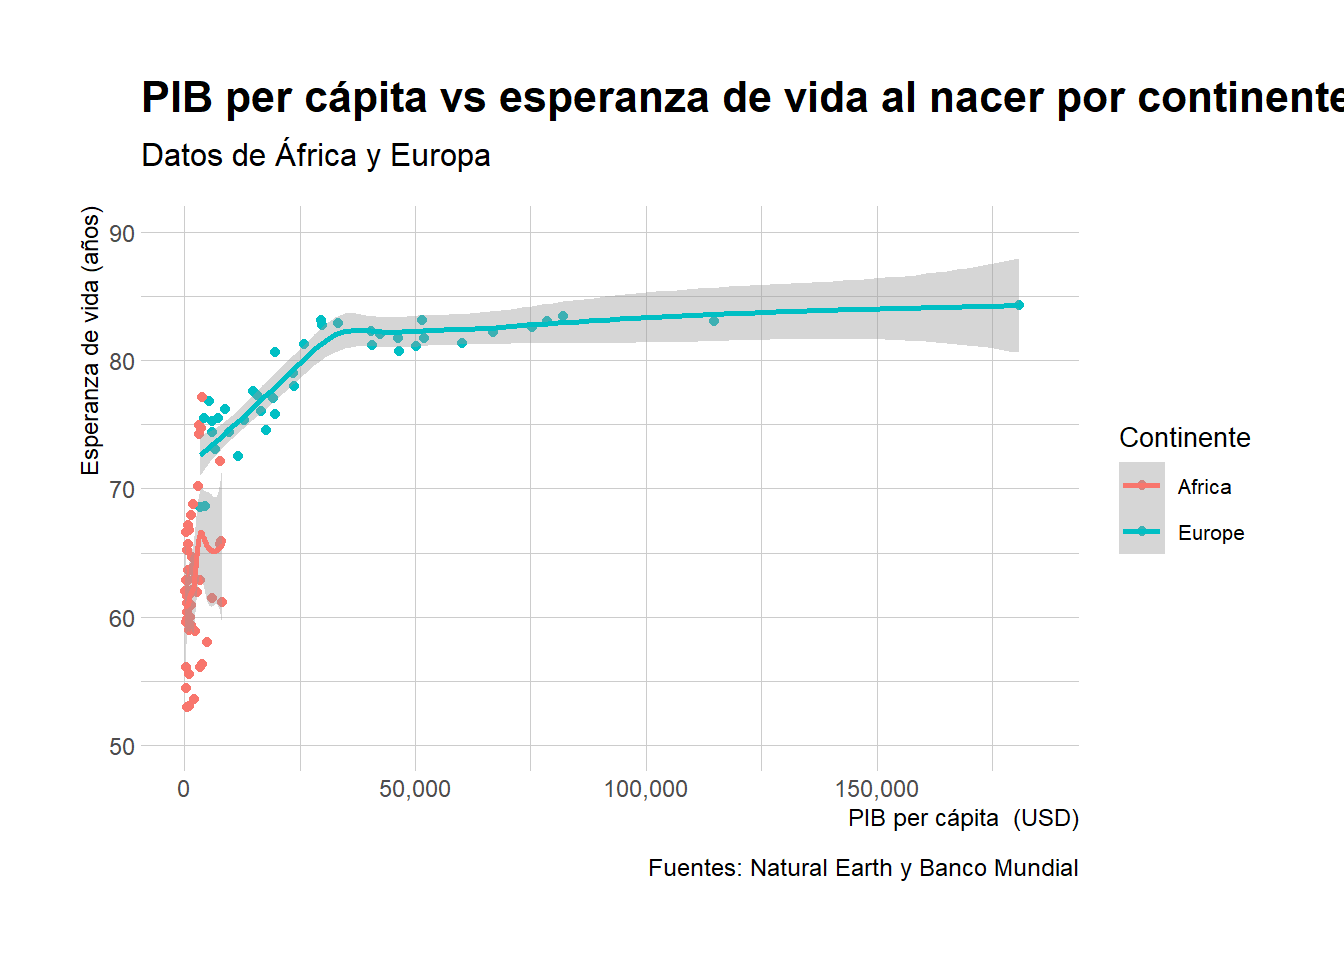 PIB per cápita vs esperanza de vida al nacer por continente
Datos de África y Europa
Esperanza de vida (años)
90
80
70
60
50
0
50,000
100,000
150,000
PIB per cápita  (USD)
Continente
Africa
Europe
Fuentes: Natural Earth y Banco Mundial